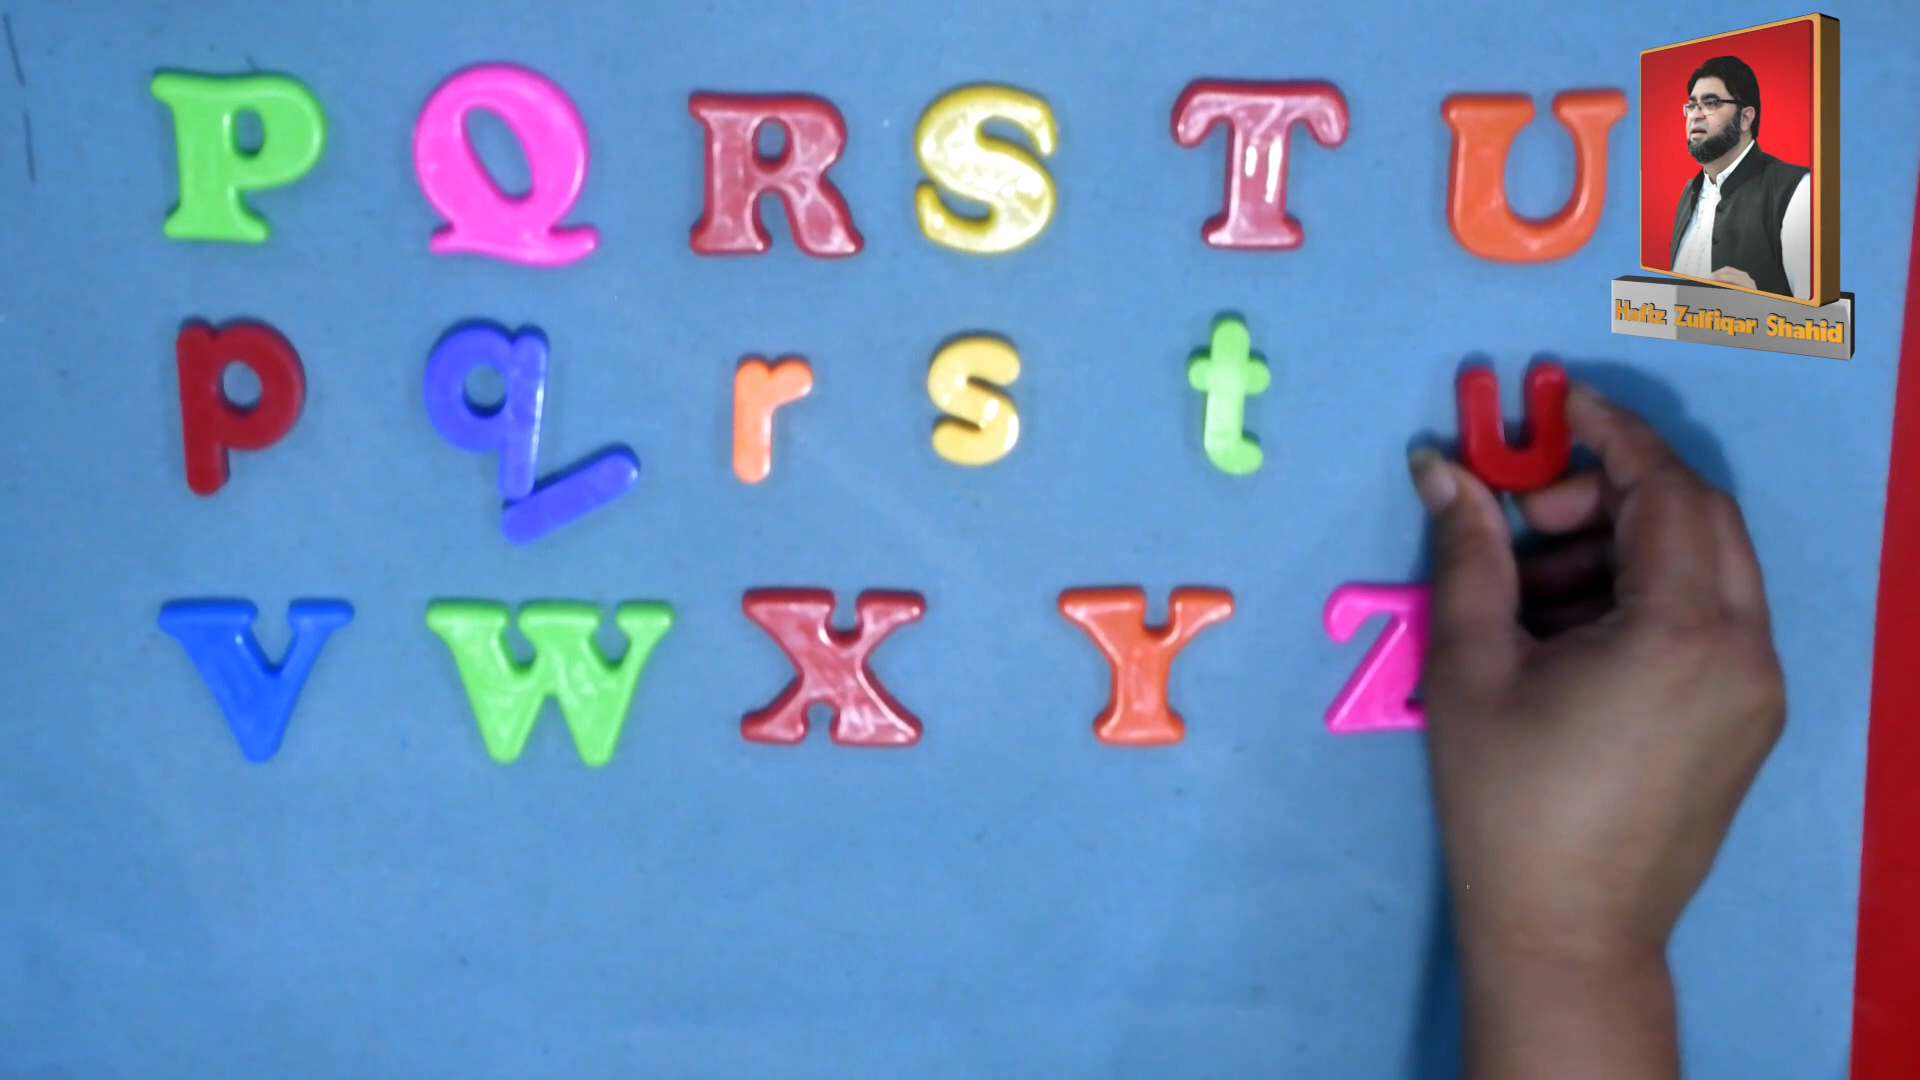 P Q R S T U
Hafiz Zulfiqar Shahid
p q r s t u
V W X Y Z